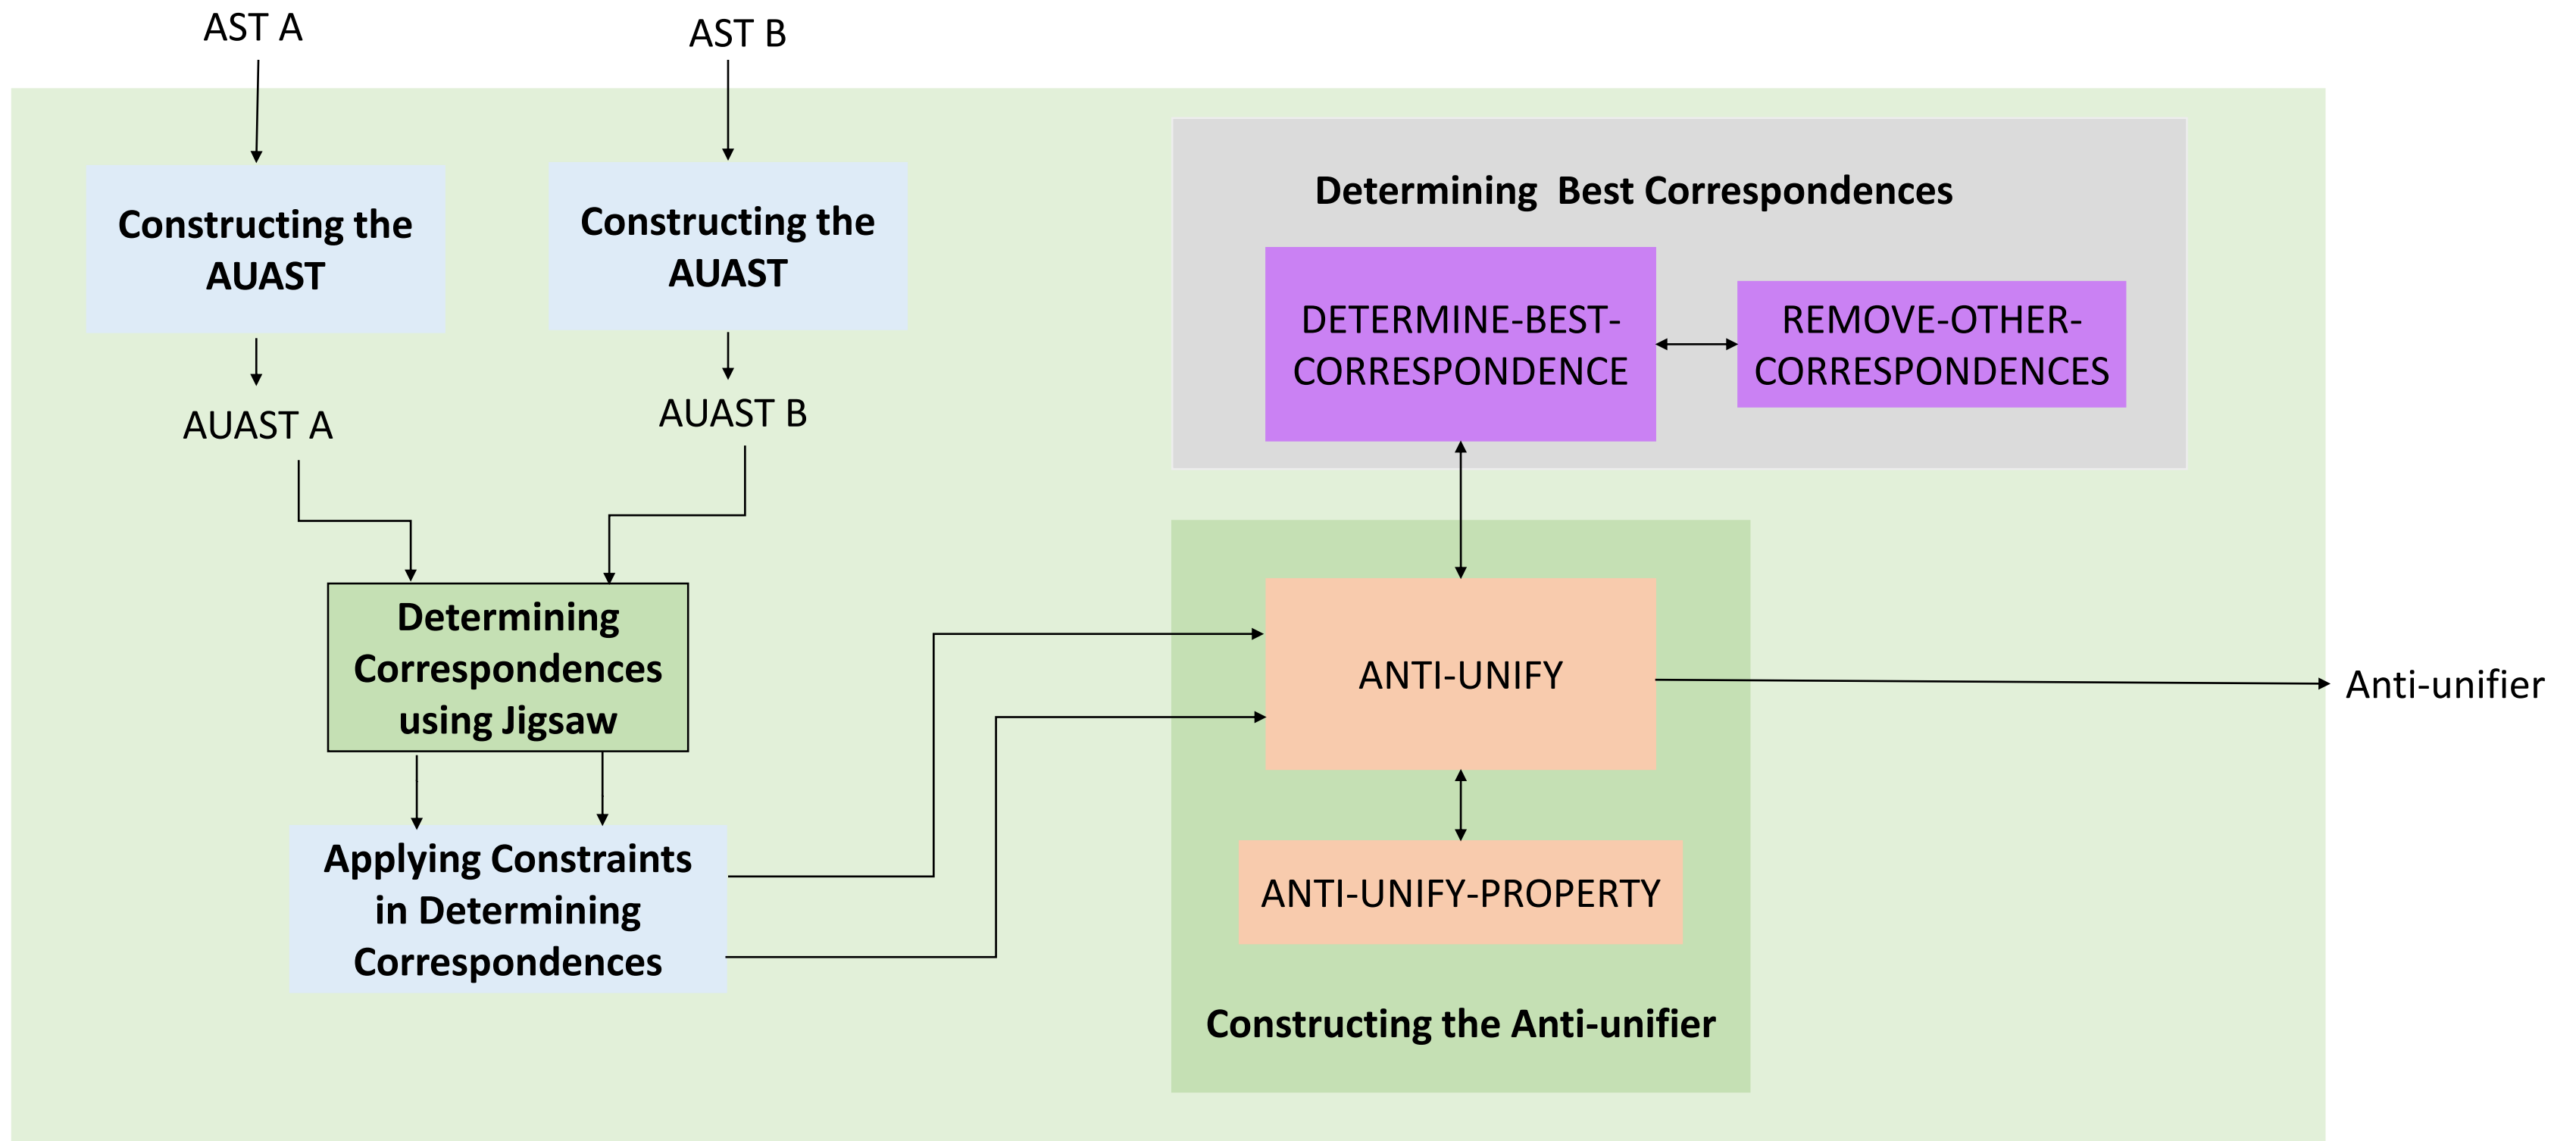 AST A
AST B
Constructing the
AUAST
Constructing the
AUAST
AUAST A
AUAST B
Determining
Correspondences
using Jigsaw
Applying Constraints
in Determining
Correspondences
Determining  Best Correspondences
DETERMINE-BEST-
CORRESPONDENCE
REMOVE-OTHER-
CORRESPONDENCES
ANTI-UNIFY
ANTI-UNIFY-PROPERTY
Constructing the Anti-unifier
Anti-unifier